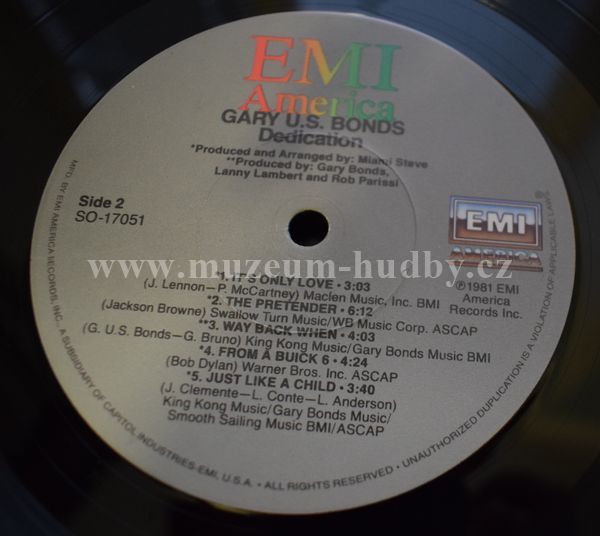 EMI
America
GARY U.S. BONDS
Dedication
*Produced and Arranged by: Miami Steve
**Produced by: Gary Bonds,
Lanny Lambert and Rob Parissi
Side 2
SO-17051
EMI
AMERICA
℗1981 EMI
America
Records Inc.
www.muzeum-hudby.cz
*1. IT'S ONLY LOVE • 3:03
(J. Lennon—P. McCartney) Maclen Music, Inc. BMI
*2. THE PRETENDER • 6:12
(Jackson Browne) Swallow Turn Music/WB Music Corp. ASCAP
**3. WAY BACK WHEN • 4:03
(G. U.S. Bonds—G. Bruno) King Kong Music/Gary Bonds Music BMI
*4. FROM A BUICK 6 • 4:24
(Bob Dylan) Warner Bros. Inc. ASCAP
*5. JUST LIKE A CHILD • 3:40
(J. Clemente—L. Conte—L. Anderson)
King Kong Music/Gary Bonds Music/
Smooth Sailing Music BMI/ASCAP
MFG. BY EMI AMERICA RECORDS, INC., A SUBSIDIARY OF CAPITOL INDUSTRIES-EMI, U.S.A. • ALL RIGHTS RESERVED. • UNAUTHORIZED DUPLICATION IS A VIOLATION OF APPLICABLE LAWS.